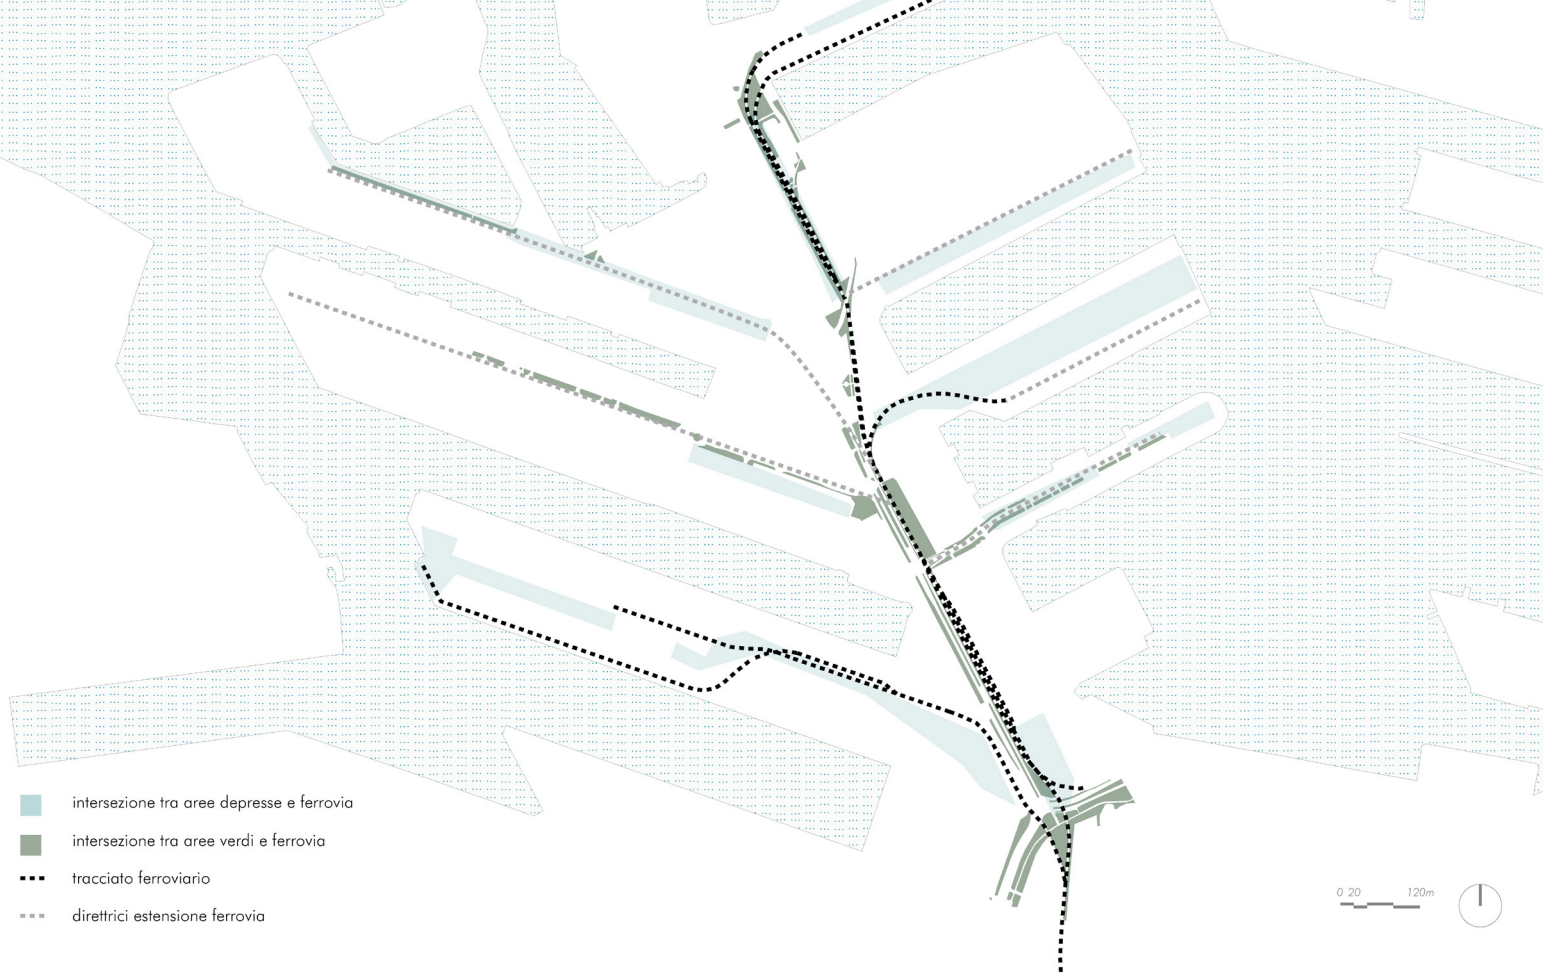 intersezione tra aree depresse e ferrovia
intersezione tra aree verdi e ferrovia
tracciato ferroviario
direttrici estensione ferrovia
0 20 120m